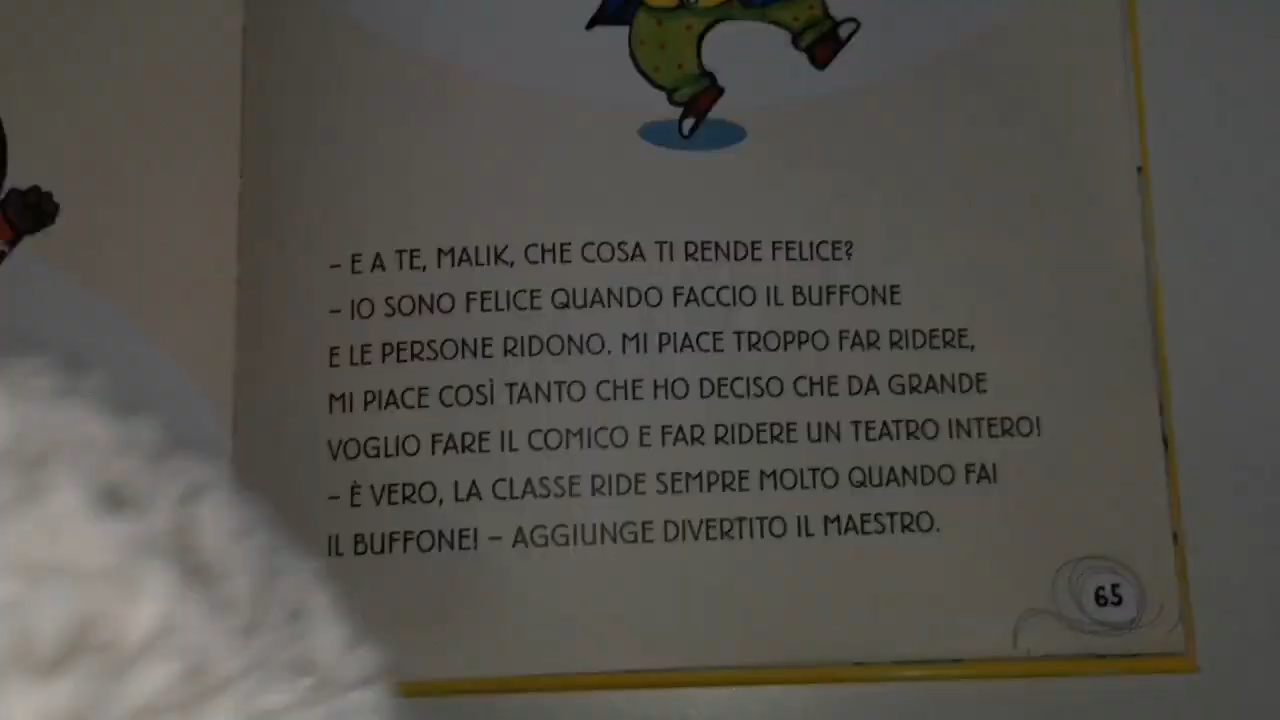 – E A TE, MALIK, CHE COSA TI RENDE FELICE?
– IO SONO FELICE QUANDO FACCIO IL BUFFONE
E LE PERSONE RIDONO. MI PIACE TROPPO FAR RIDERE,
MI PIACE COSÌ TANTO CHE HO DECISO CHE DA GRANDE
VOGLIO FARE IL COMICO E FAR RIDERE UN TEATRO INTERO!
– È VERO, LA CLASSE RIDE SEMPRE MOLTO QUANDO FAI
IL BUFFONE! – AGGIUNGE DIVERTITO IL MAESTRO.
65